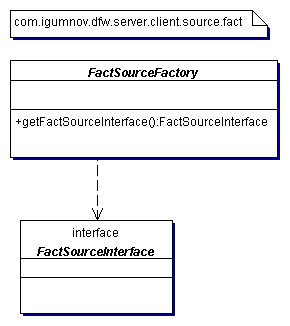 com.igumnov.dfw.server.client.source.fact
FactSourceFactory
+getFactSourceInterface():FactSourceInterface
interface
FactSourceInterface